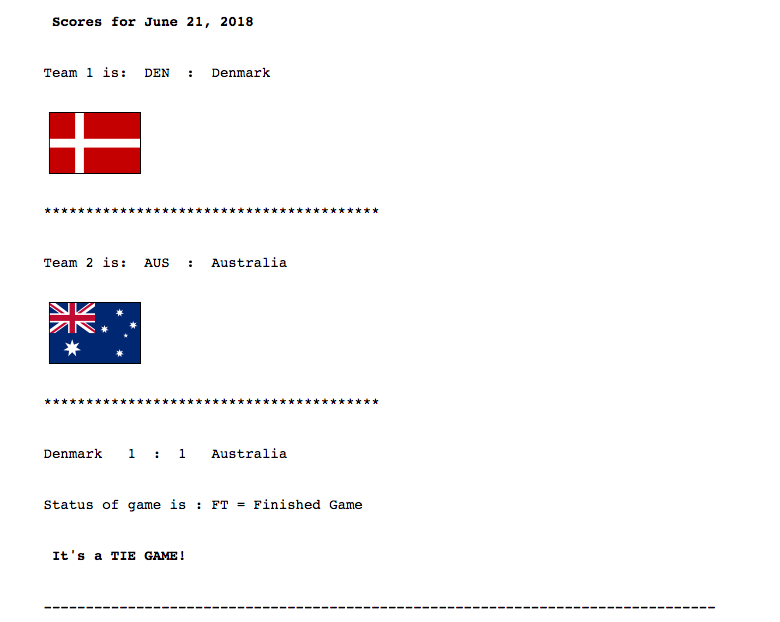 Scores for June 21, 2018
Team 1 is:  DEN  :  Denmark
****************************************
Team 2 is:  AUS  :  Australia
****************************************
Denmark   1  :  1   Australia
Status of game is : FT = Finished Game
It's a TIE GAME!
--------------------------------------------------------------------------------